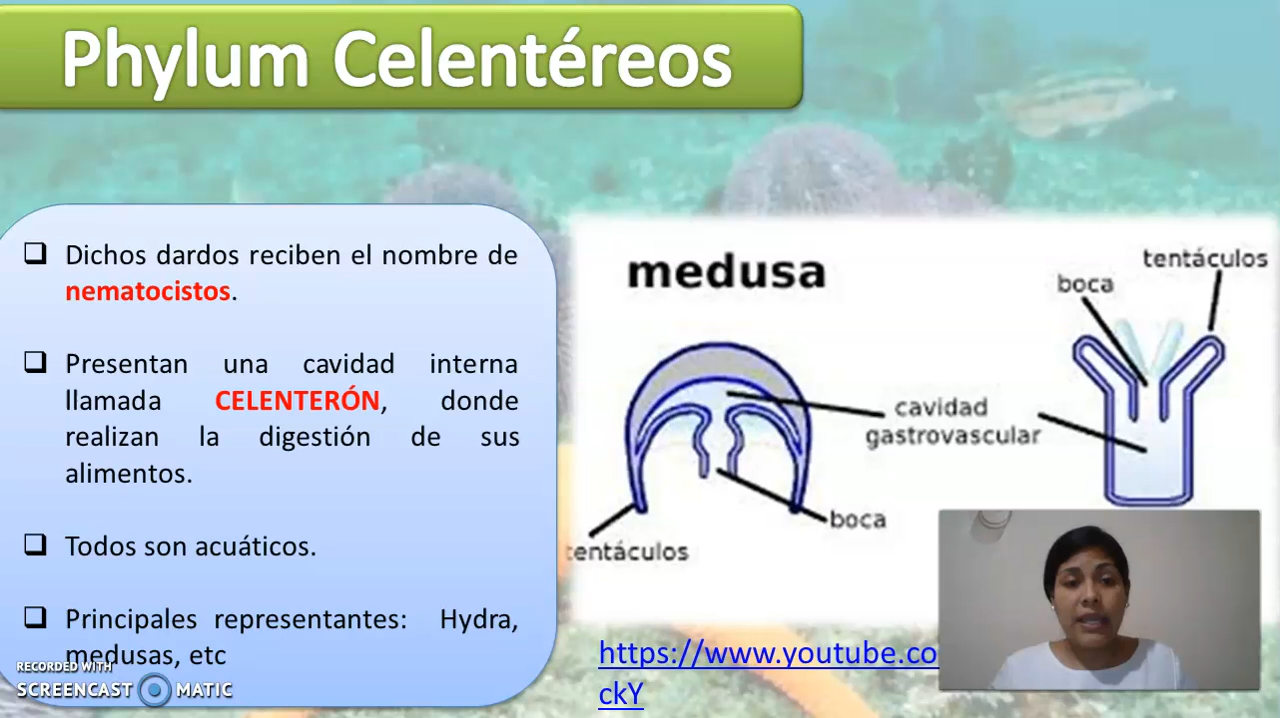 Phylum Celentéreos
Dichos dardos reciben el nombre de
nematocistos.
Presentan una cavidad interna
llamada CELENTERÓN, donde
realizan la digestión de sus
alimentos.
Todos son acuáticos.
Principales representantes: Hydra,
medusas, etc
RECORDED WITH
SCREENCAST MATIC
medusa
tentáculos
boca
cavidad
gastrovascular
boca
tentáculos
https://www.youtube.co
ckY